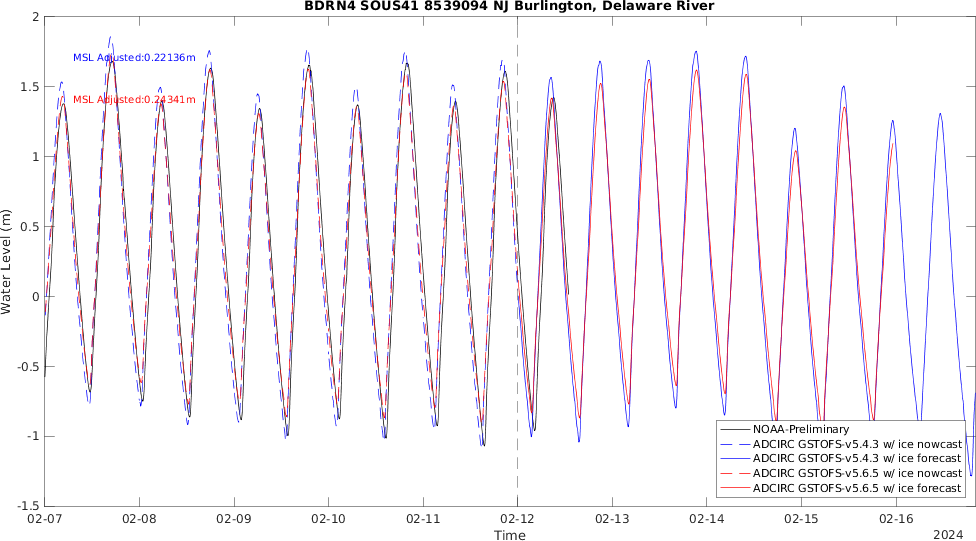 BDRN4 SOUS41 8539094 NJ Burlington, Delaware River
2
MSL Adjusted:0.22136m
1.5
MSL Adjusted:0.24341m
1
0.5
Water Level (m)
0
-0.5
-1
-1.5
NOAA-Preliminary
ADCIRC GSTOFS-v5.4.3 w/ ice nowcast
ADCIRC GSTOFS-v5.4.3 w/ ice forecast
ADCIRC GSTOFS-v5.6.5 w/ ice nowcast
ADCIRC GSTOFS-v5.6.5 w/ ice forecast
02-07 02-08 02-09 02-10 02-11 02-12 02-13 02-14 02-15 02-16
Time
2024